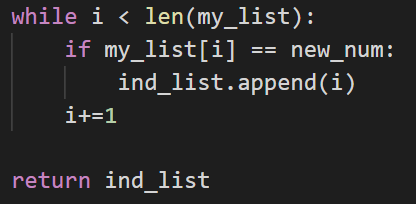 while i < len(my_list):
    if my_list[i] == new_num:
        ind_list.append(i)
    i+=1

return ind_list